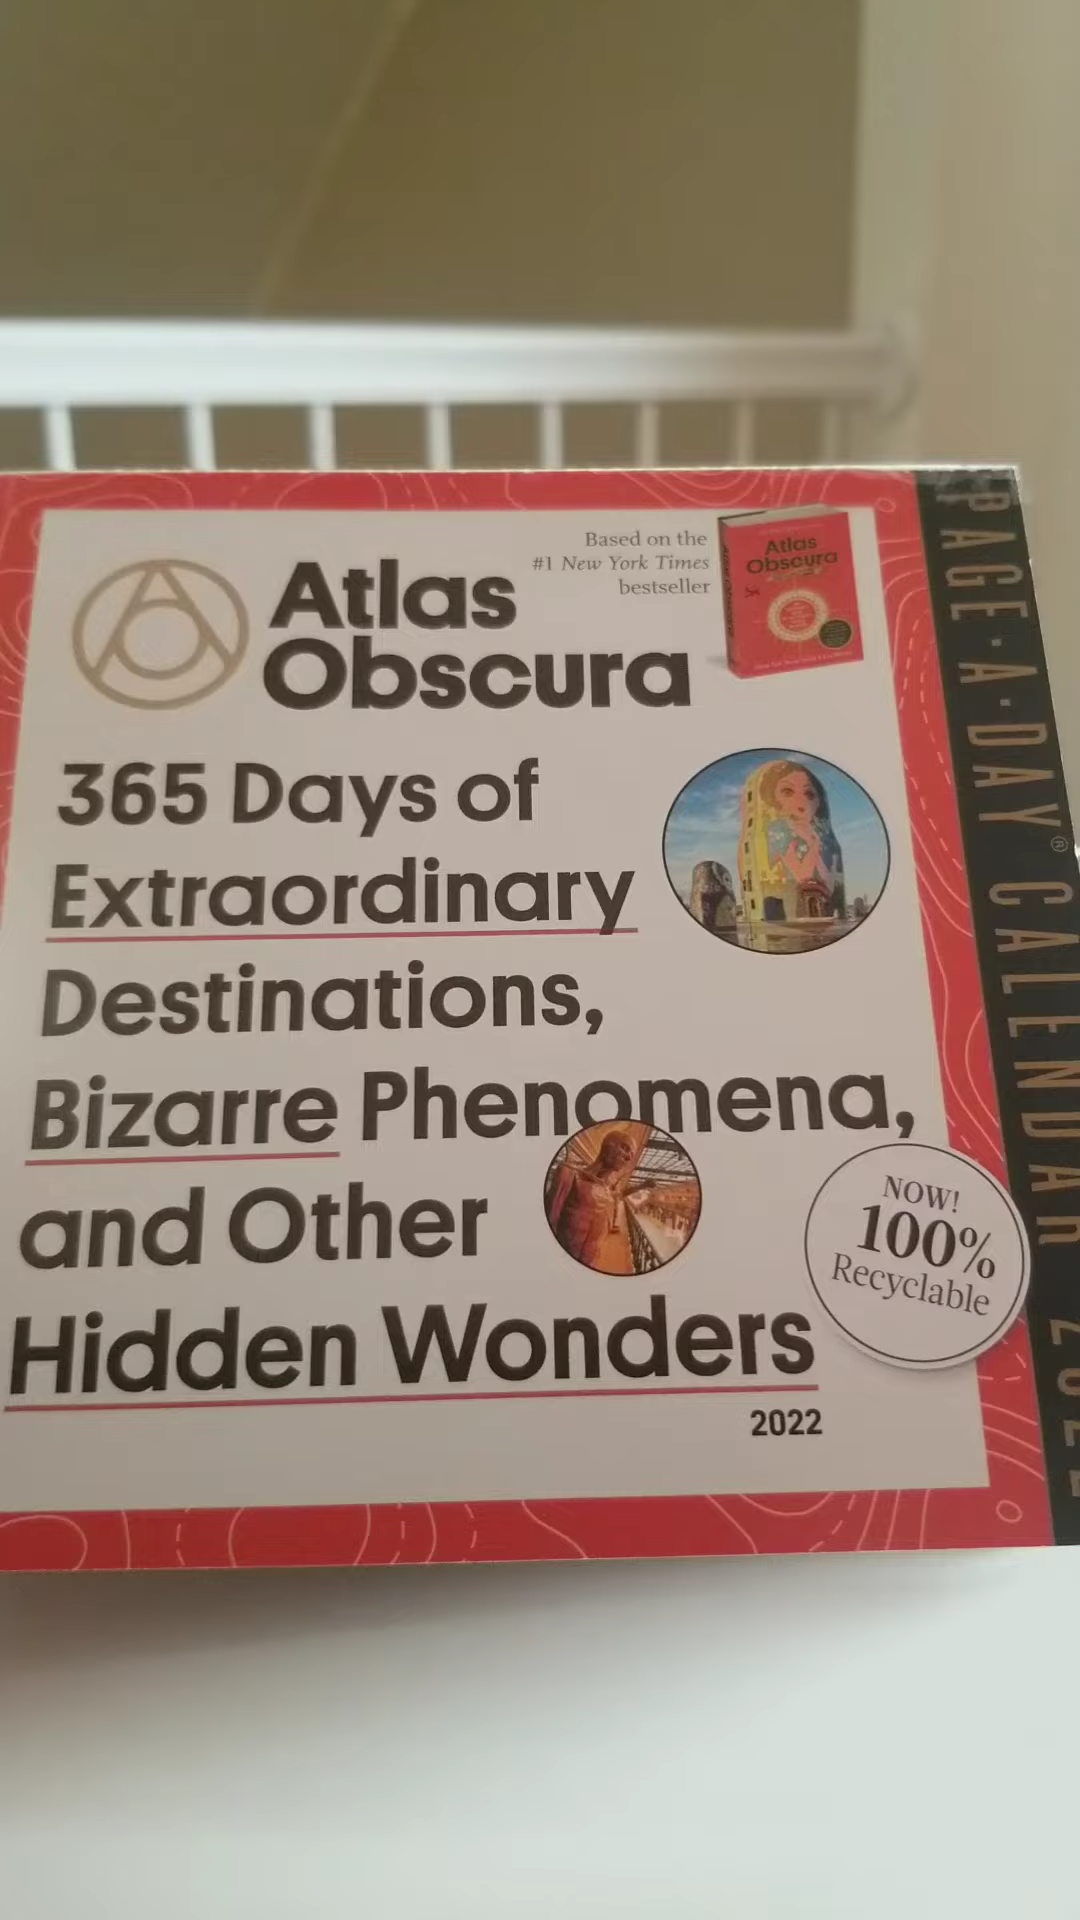 Based on the
#1 New York Times
bestseller
Atlas
Obscura
Atlas
Obscura
365 Days of
Extraordinary
Destinations,
Bizarre Phenomena,
and Other
Hidden Wonders
2022
NOW!
100%
Recyclable
PAGE·A·DAY® CALENDAR 2022